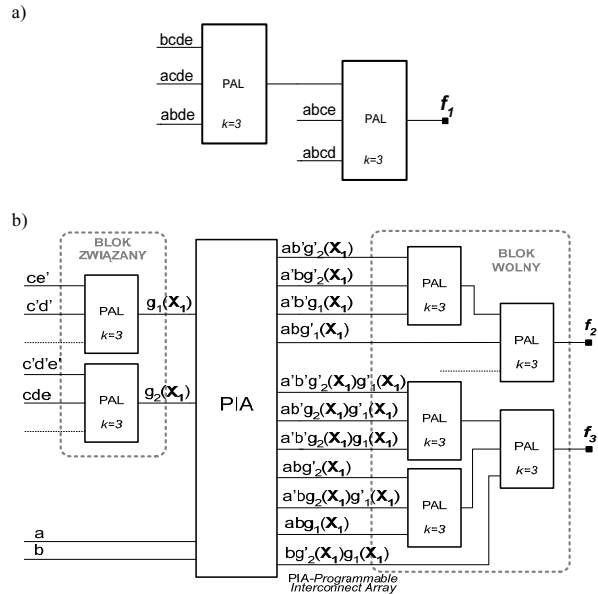 a)
bcde
acde
abde
PAL
k=3
abce
abcd
PAL
k=3
f1
b)
BLOK
ZWIĄZANY
ce'
c'd'
PAL
k=3
g1(X1)
c'd'e'
cde
PAL
k=3
g2(X1)
a
b
PIA
ab'g'2(X1)
a'bg'2(X1)
a'b'g1(X1)
abg'1(X1)
a'b'g'2(X1)g'1(X1)
ab'g2(X1)g'1(X1)
a'b'g2(X1)g1(X1)
abg'2(X1)
a'bg2(X1)g'1(X1)
abg1(X1)
bg'2(X1)g1(X1)
PIA-Programmable
Interconnect Array
BLOK
WOLNY
PAL
k=3
PAL
k=3
f2
PAL
k=3
PAL
k=3
PAL
k=3
f3